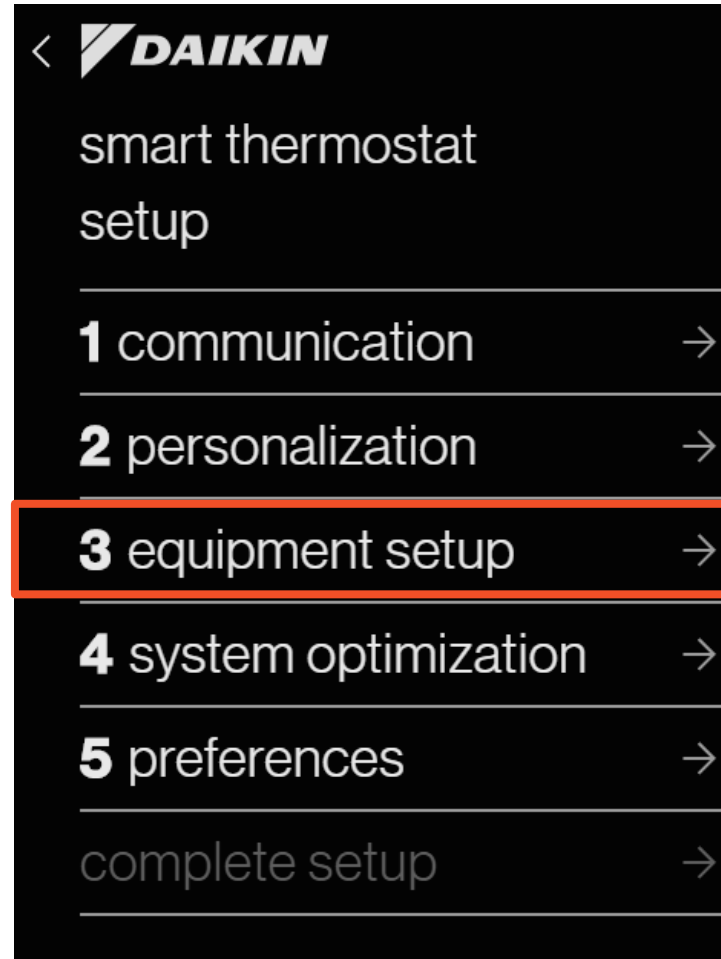 DAIKIN
smart thermostat
setup
1 communication
2 personalization
3 equipment setup
4 system optimization
5 preferences
complete setup